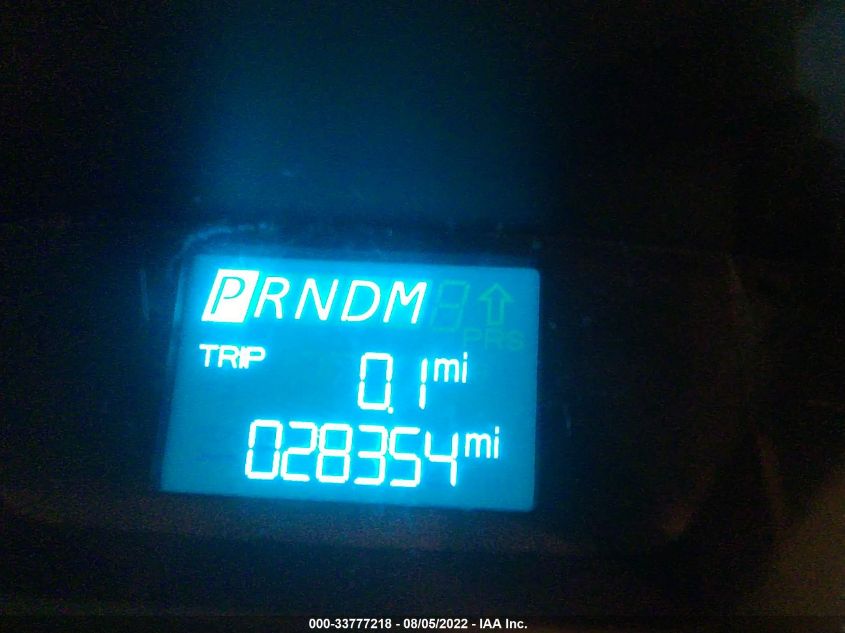 PRNDM
PRS
TRIP 0.1 mi
028354 mi
000-33777218 - 08/05/2022 - IAA Inc.